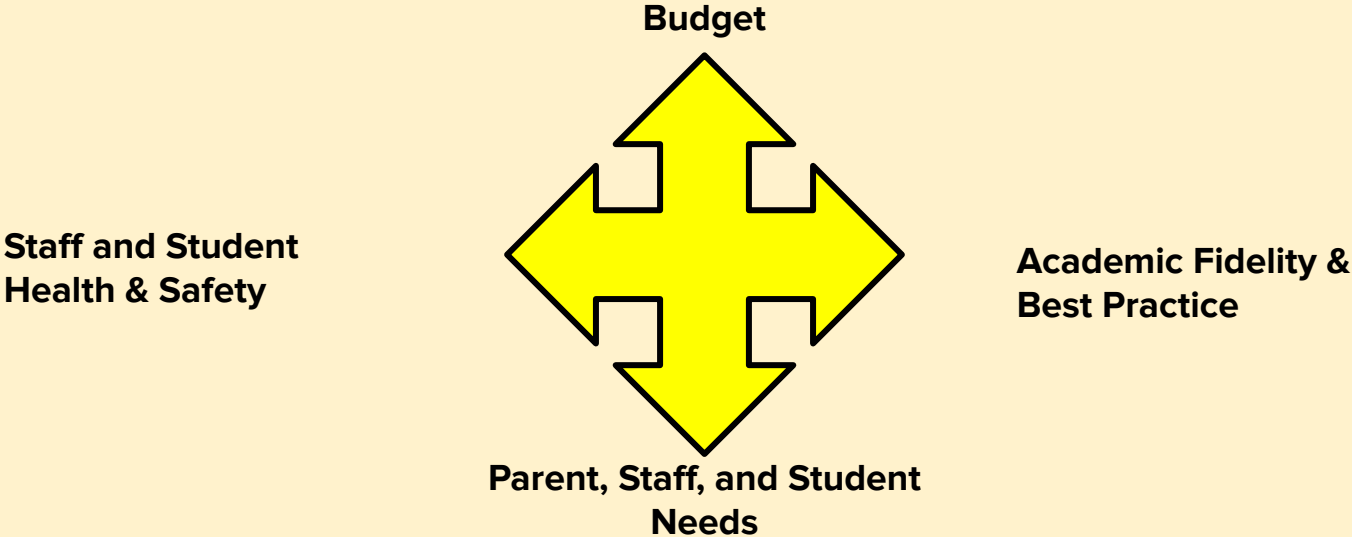 Budget
Staff and Student
Health & Safety
Academic Fidelity &
Best Practice
Parent, Staff, and Student
Needs